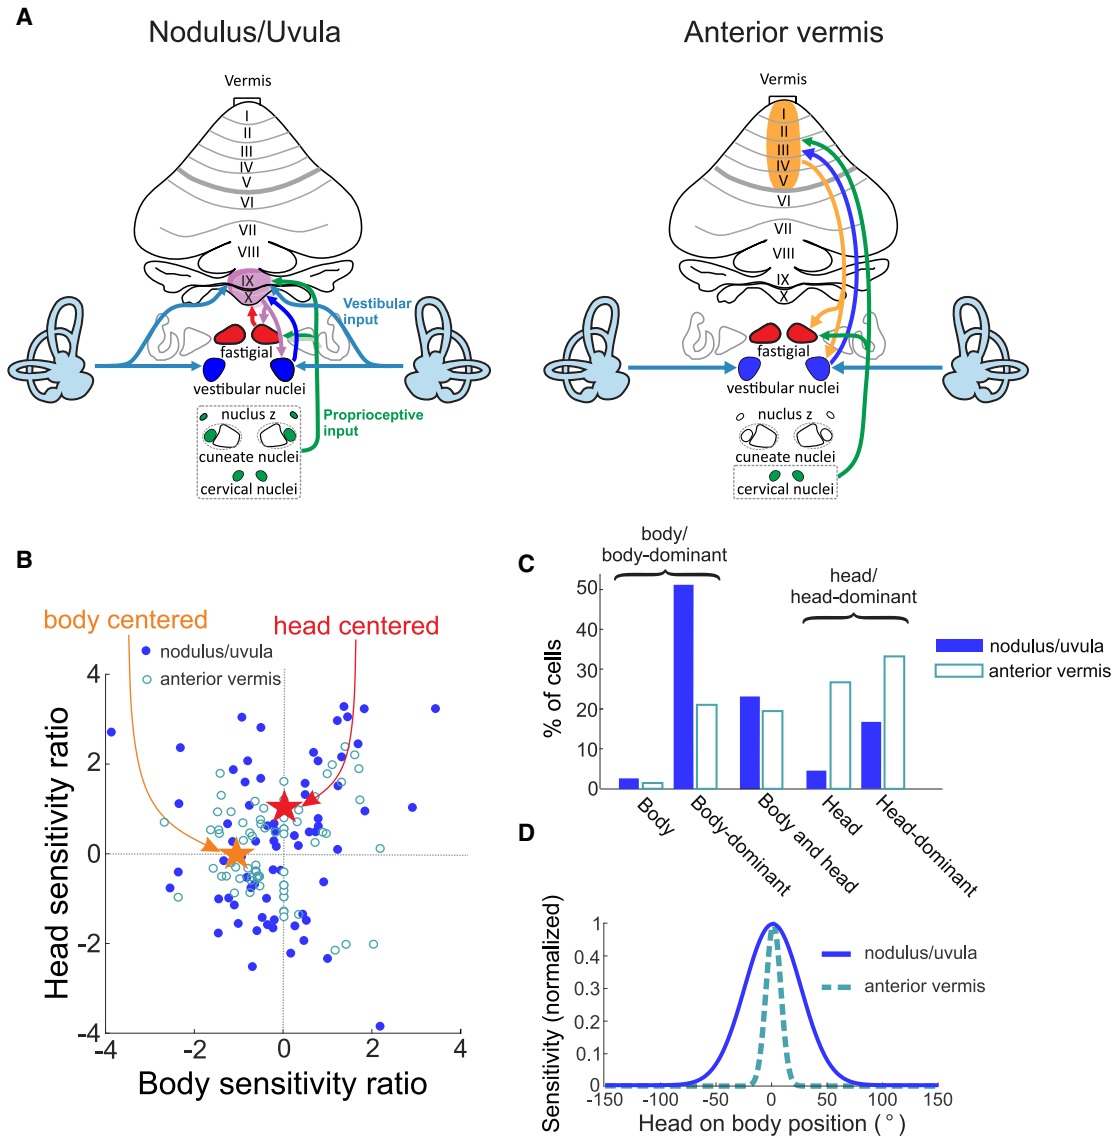 A
Nodulus/Uvula
Vermis
I
II
III
IV
V
VI
VII
VIII
IX
X
Vestibular
input
fastigial
vestibular nuclei
Proprioceptive
input
nuclus z
cuneate nuclei
cervical nuclei
Anterior vermis
Vermis
I
II
III
IV
V
VI
VII
VIII
IX
X
fastigial
vestibular nuclei
nuclus z
cuneate nuclei
cervical nuclei
B
body centered
head centered
nodulus/uvula
anterior vermis
4
2
0
-2
-4
-4
-2
0
2
4
Head sensitivity ratio
Body sensitivity ratio
C
body/
body-dominant
head/
head-dominant
nodulus/uvula
anterior vermis
50
40
30
20
10
0
% of cells
Body
Body-dominant
Body and head
Head
Head-dominant
D
Sensitivity (normalized)
1
0.4
0.3
0.1
0
nodulus/uvula
anterior vermis
-150
-100
-50
0
50
100
150
Head on body position (°)